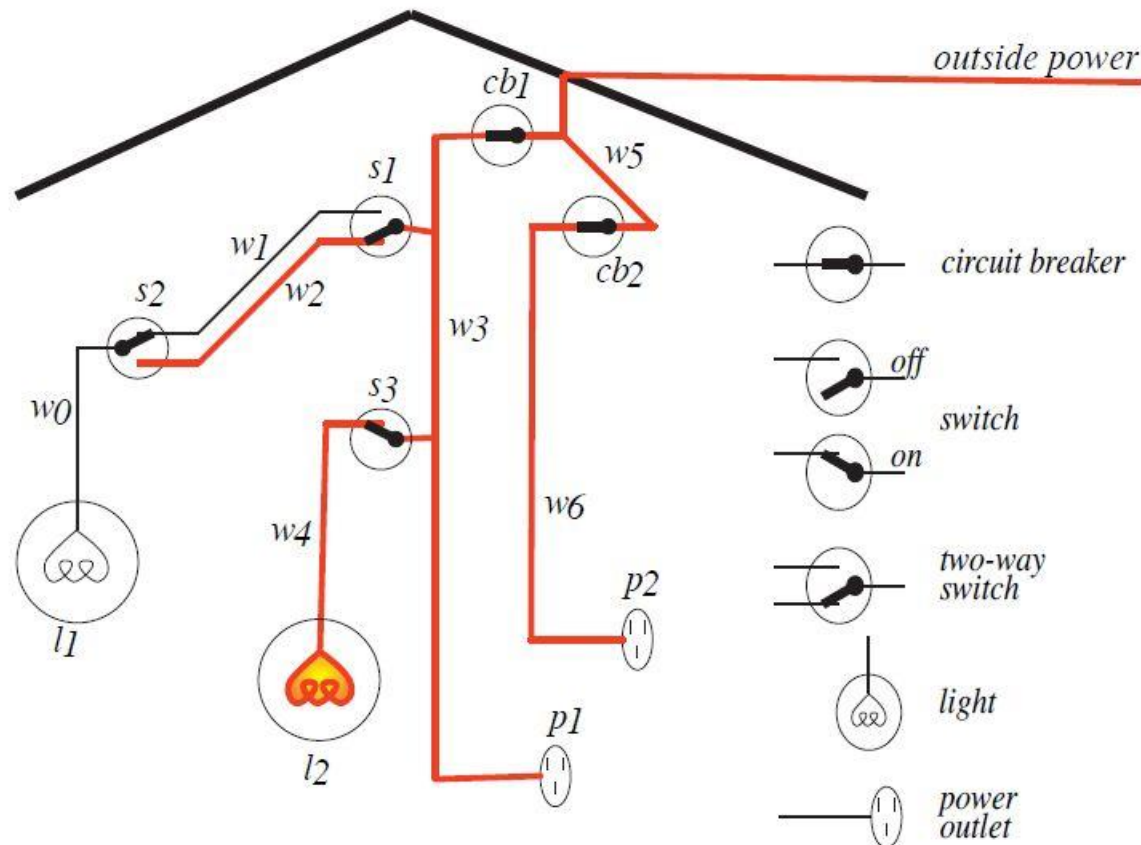 outside power
cb1
w5
s1
cb2
w1
w2
s2
w3
s3
w0
w4
w6
p2
l1
p1
l2
circuit breaker
off
switch
on
two-way
switch
light
power
outlet